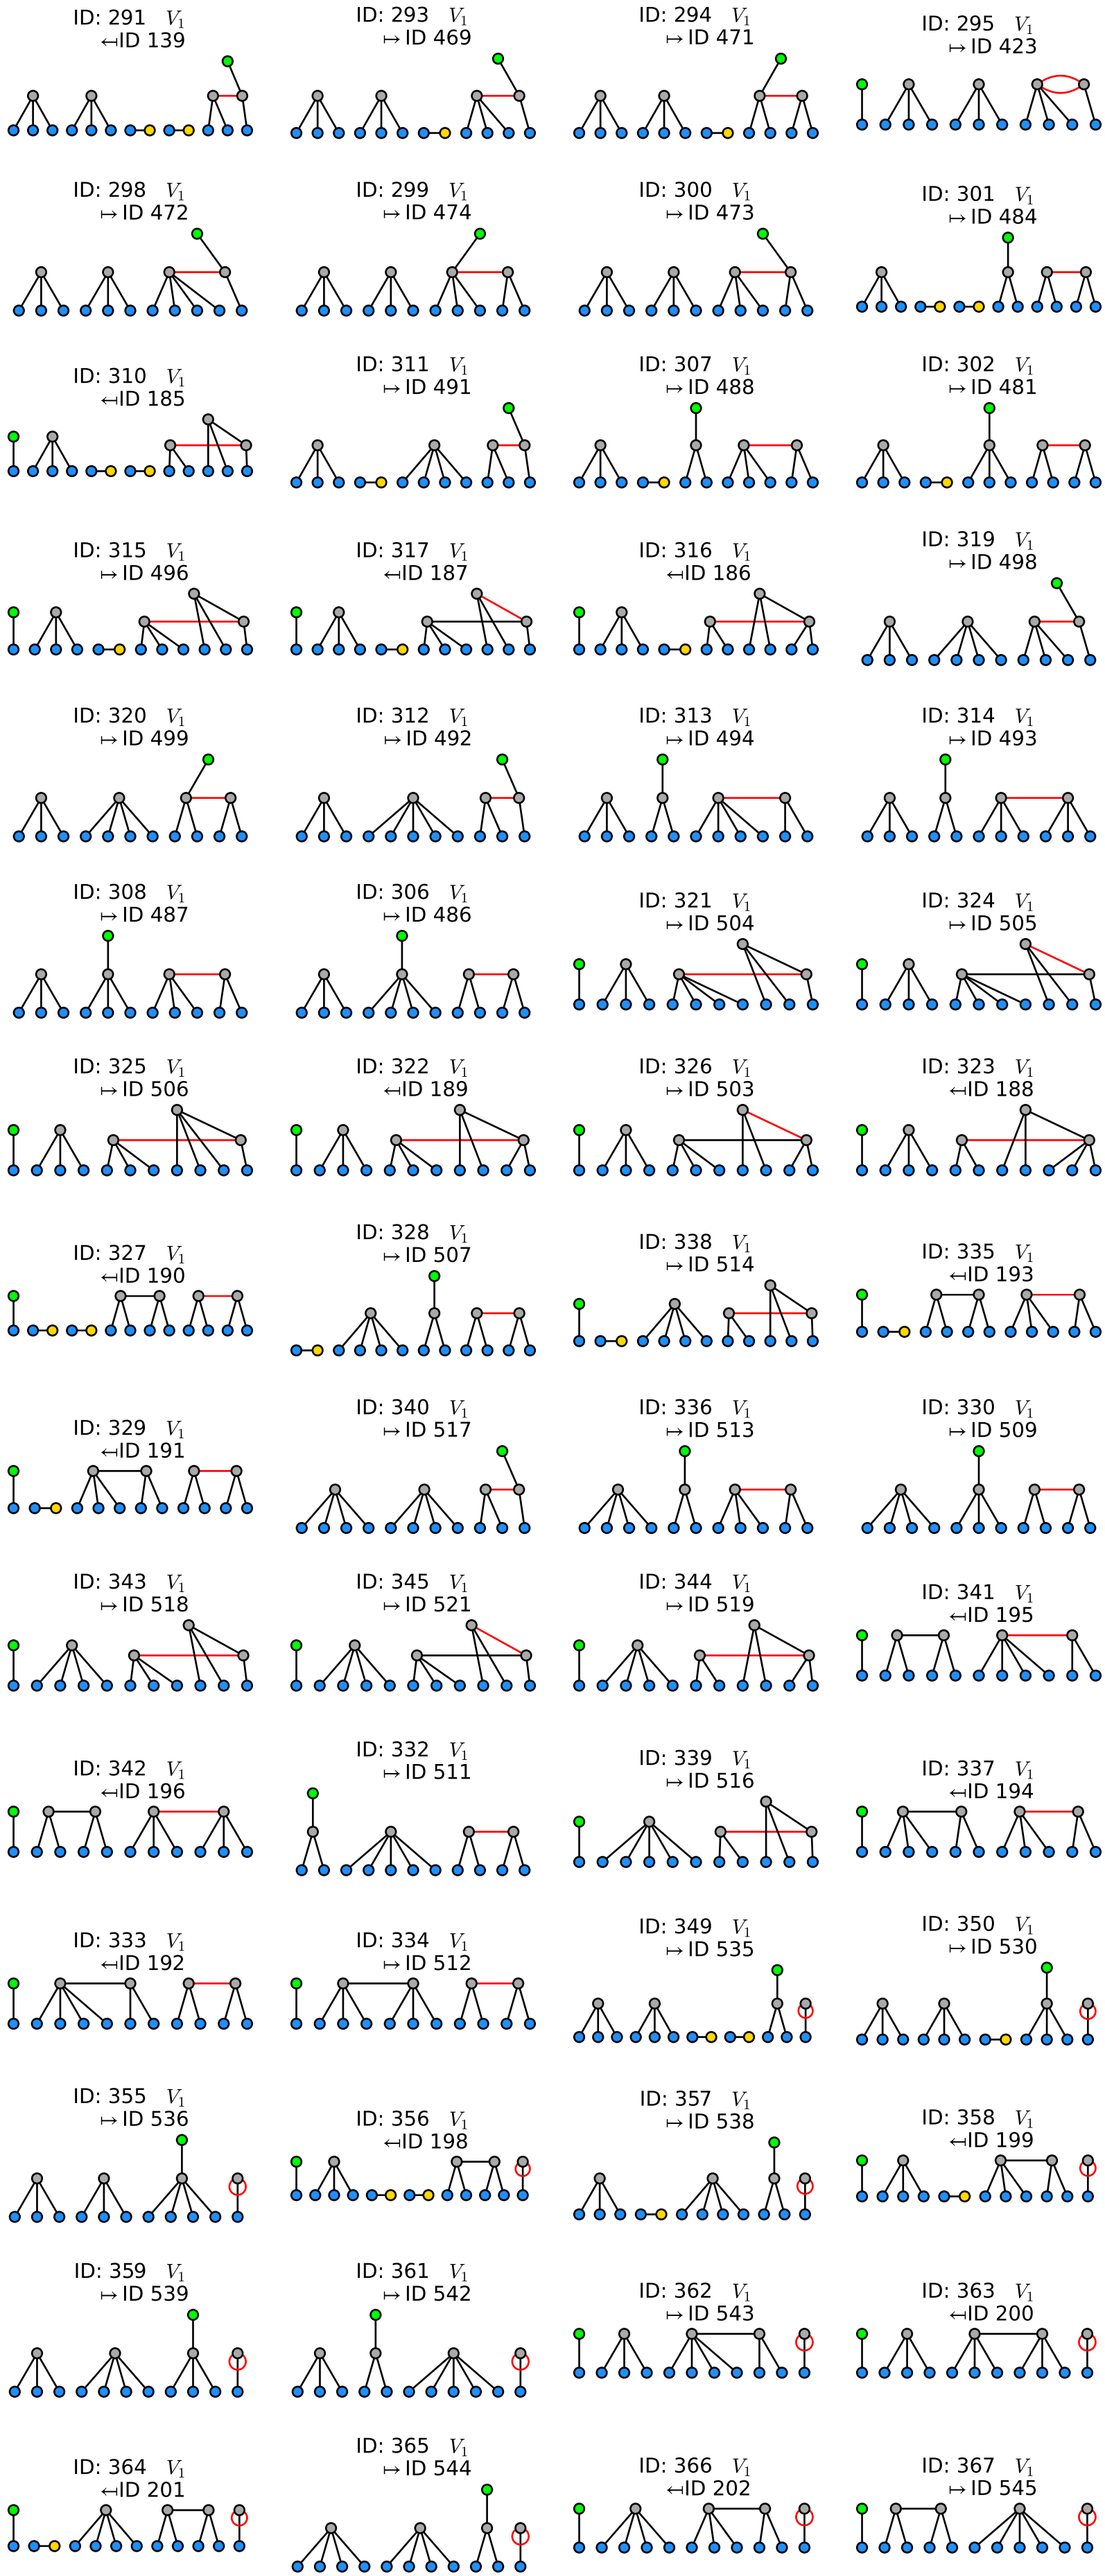 ID: 291 V₁
↤ID 139
ID: 293 V₁
↦ ID 469
ID: 294 V₁
↦ ID 471
ID: 295 V₁
↦ ID 423
ID: 298 V₁
↦ ID 472
ID: 299 V₁
↦ ID 474
ID: 300 V₁
↦ ID 473
ID: 301 V₁
↦ ID 484
ID: 310 V₁
↤ID 185
ID: 311 V₁
↦ ID 491
ID: 307 V₁
↦ ID 488
ID: 302 V₁
↦ ID 481
ID: 315 V₁
↦ ID 496
ID: 317 V₁
↤ID 187
ID: 316 V₁
↤ID 186
ID: 319 V₁
↦ ID 498
ID: 320 V₁
↦ ID 499
ID: 312 V₁
↦ ID 492
ID: 313 V₁
↦ ID 494
ID: 314 V₁
↦ ID 493
ID: 308 V₁
↦ ID 487
ID: 306 V₁
↦ ID 486
ID: 321 V₁
↦ ID 504
ID: 324 V₁
↦ ID 505
ID: 325 V₁
↦ ID 506
ID: 322 V₁
↤ID 189
ID: 326 V₁
↦ ID 503
ID: 323 V₁
↤ID 188
ID: 327 V₁
↤ID 190
ID: 328 V₁
↦ ID 507
ID: 338 V₁
↦ ID 514
ID: 335 V₁
↤ID 193
ID: 329 V₁
↤ID 191
ID: 340 V₁
↦ ID 517
ID: 336 V₁
↦ ID 513
ID: 330 V₁
↦ ID 509
ID: 343 V₁
↦ ID 518
ID: 345 V₁
↦ ID 521
ID: 344 V₁
↦ ID 519
ID: 341 V₁
↤ID 195
ID: 342 V₁
↤ID 196
ID: 332 V₁
↦ ID 511
ID: 339 V₁
↦ ID 516
ID: 337 V₁
↤ID 194
ID: 333 V₁
↤ID 192
ID: 334 V₁
↦ ID 512
ID: 349 V₁
↦ ID 535
ID: 350 V₁
↦ ID 530
ID: 355 V₁
↦ ID 536
ID: 356 V₁
↤ID 198
ID: 357 V₁
↦ ID 538
ID: 358 V₁
↤ID 199
ID: 359 V₁
↦ ID 539
ID: 361 V₁
↦ ID 542
ID: 362 V₁
↦ ID 543
ID: 363 V₁
↤ID 200
ID: 364 V₁
↤ID 201
ID: 365 V₁
↦ ID 544
ID: 366 V₁
↤ID 202
ID: 367 V₁
↦ ID 545